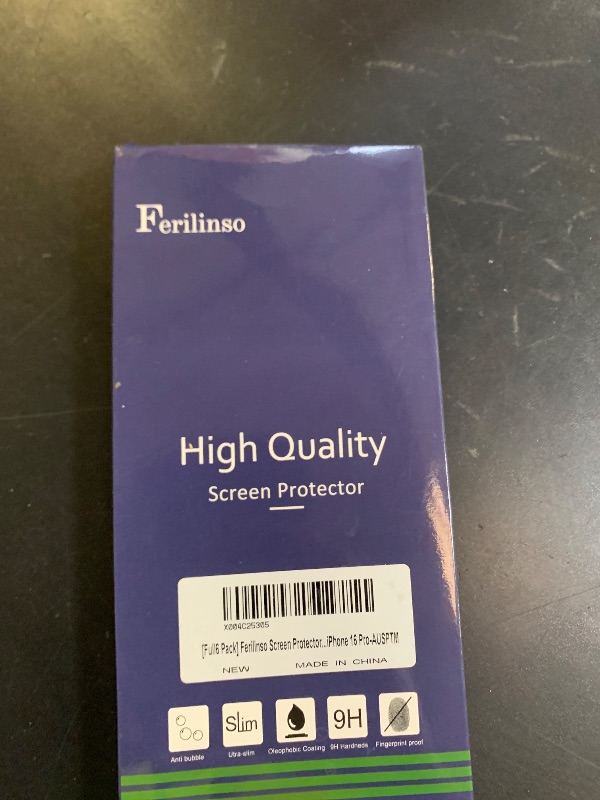 Ferilinso
High Quality
Screen Protector
X004C25305
[Full6 Pack] Ferilinso Screen Protector...iPhone 16 Pro-AUSPTM
NEW MADE IN CHINA
Slim 9H
Anti bubble Ultra-slim Oleophobic Coating 9H Hardness Fingerprint proof